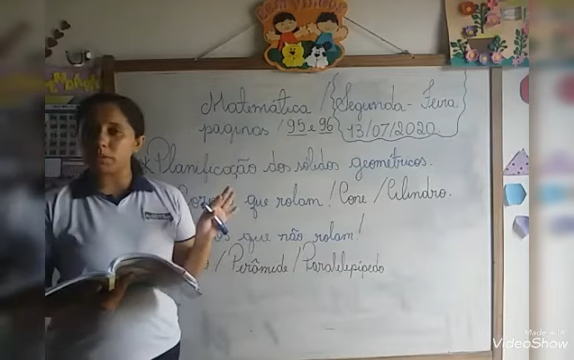 Matemática / Segunda-Feira
páginas / 95 e 96 13/07/2020
* Planificação dos sólidos geométricos.
que rolam! Cone / Cilindro.
que não rolam!
/ Pirâmide / Paralelepípedo
Made with
VideoShow